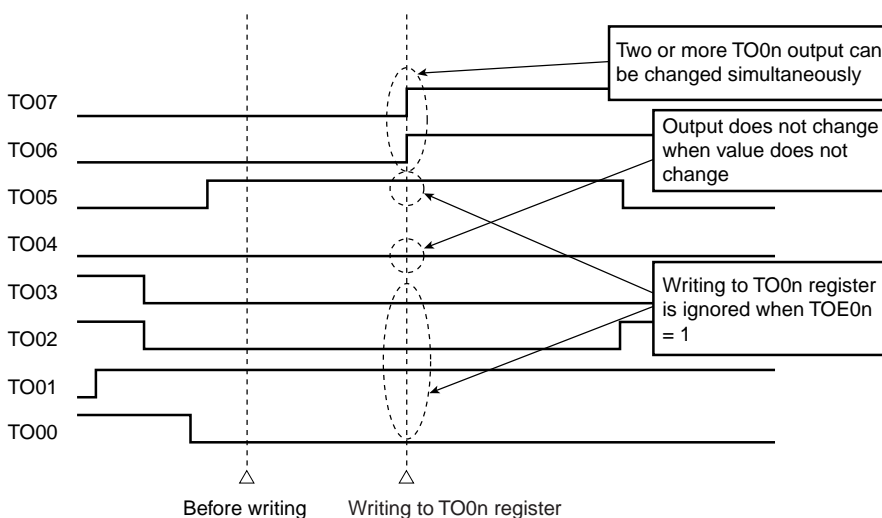 Two or more TO0n output can
be changed simultaneously
TO07
Output does not change
when value does not
change
TO06
TO05
TO04
TO03
Writing to TO0n register
is ignored when TOE0n
= 1
TO02
TO01
TO00
Before writing
Writing to TO0n register